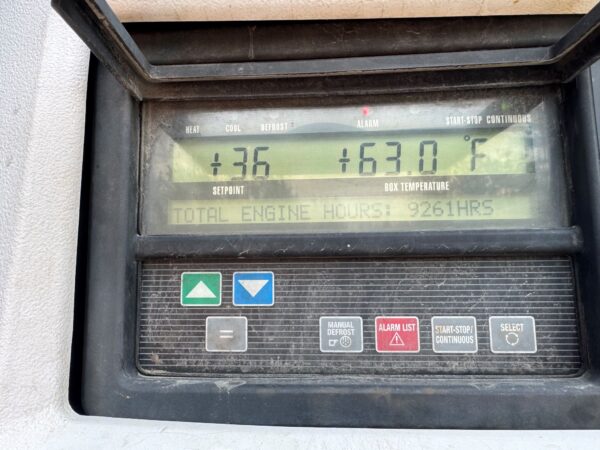 HEAT COOL DEFROST ALARM START-STOP CONTINUOUS
+36 +63.0 °F
SETPOINT BOX TEMPERATURE
TOTAL ENGINE HOURS: 9261HRS
=
MANUAL DEFROST
ALARM LIST
START-STOP/ CONTINUOUS
SELECT